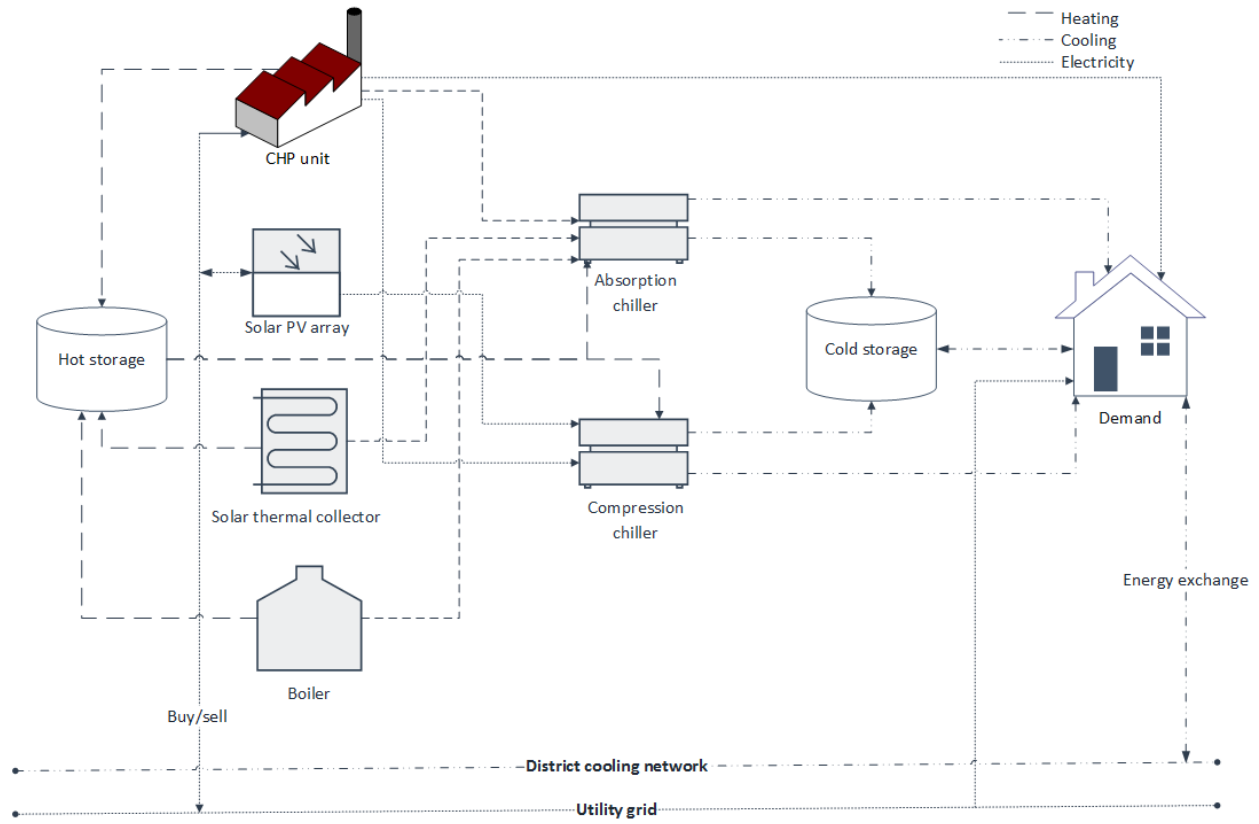 Heating
Cooling
Electricity
CHP unit
Absorption
chiller
Solar PV array
Hot storage
Cold storage
Demand
Solar thermal collector
Compression
chiller
Energy exchange
Boiler
Buy/sell
District cooling network
Utility grid